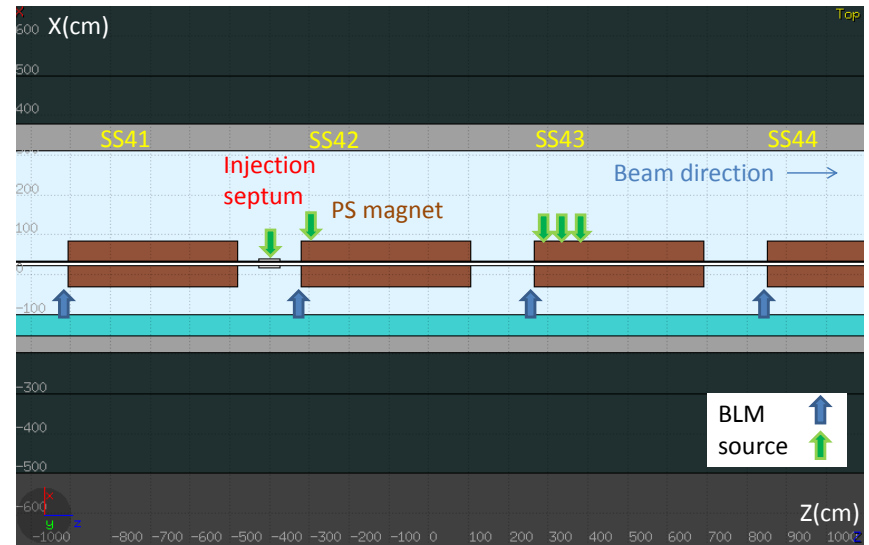 X
Top
600 X(cm)
500
400
SS41 SS42 SS43 SS44
300
Injection
septum
Beam direction
200
PS magnet
100
0
-100
-300
BLM
source
-400
-500
-600
x
y z
Z(cm)
-1000 -800 -700 -600 -500 -400 -300 -200 -100 0 100 200 300 400 500 600 700 800 900 1000 z